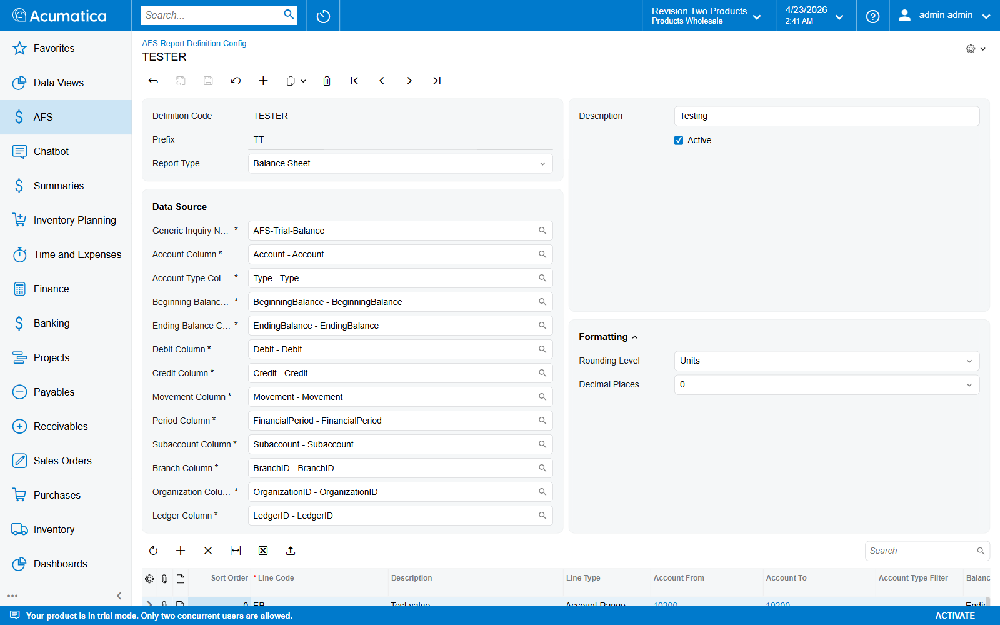 Acumatica
Search...
Revision Two Products
Products Wholesale
4/23/2026
2:41 AM
admin admin
Favorites
Data Views
AFS
Chatbot
Summaries
Inventory Planning
Time and Expenses
Finance
Banking
Projects
Payables
Receivables
Sales Orders
Purchases
Inventory
Dashboards
AFS Report Definition Config
TESTER
Definition Code TESTER
Prefix TT
Report Type Balance Sheet
Description Testing
Active
Data Source
Generic Inquiry N... * AFS-Trial-Balance
Account Column * Account - Account
Account Type Col... * Type - Type
Beginning Balanc... * BeginningBalance - BeginningBalance
Ending Balance C... * EndingBalance - EndingBalance
Debit Column * Debit - Debit
Credit Column * Credit - Credit
Movement Column * Movement - Movement
Period Column * FinancialPeriod - FinancialPeriod
Subaccount Column * Subaccount - Subaccount
Branch Column * BranchID - BranchID
Organization Colu... * OrganizationID - OrganizationID
Ledger Column * LedgerID - LedgerID
Formatting
Rounding Level Units
Decimal Places 0
Search
Sort Order * Line Code Description Line Type Account From Account To Account Type Filter Balanc
0 EB Test value Account Range 10200 10200 Endin
Your product is in trial mode. Only two concurrent users are allowed.
ACTIVATE